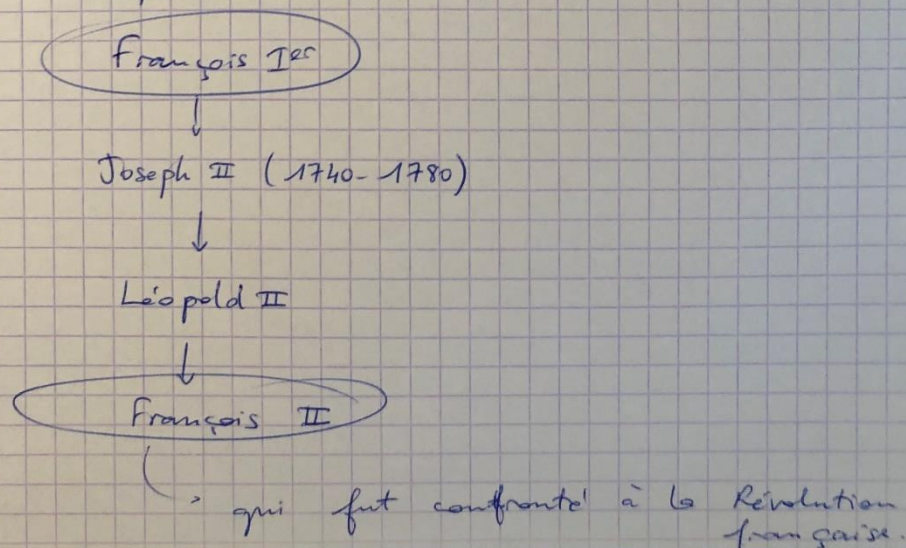 François Ier
Joseph II (1740-1780)
Léopold II
François II
qui fut confronté à la Révolution
française.